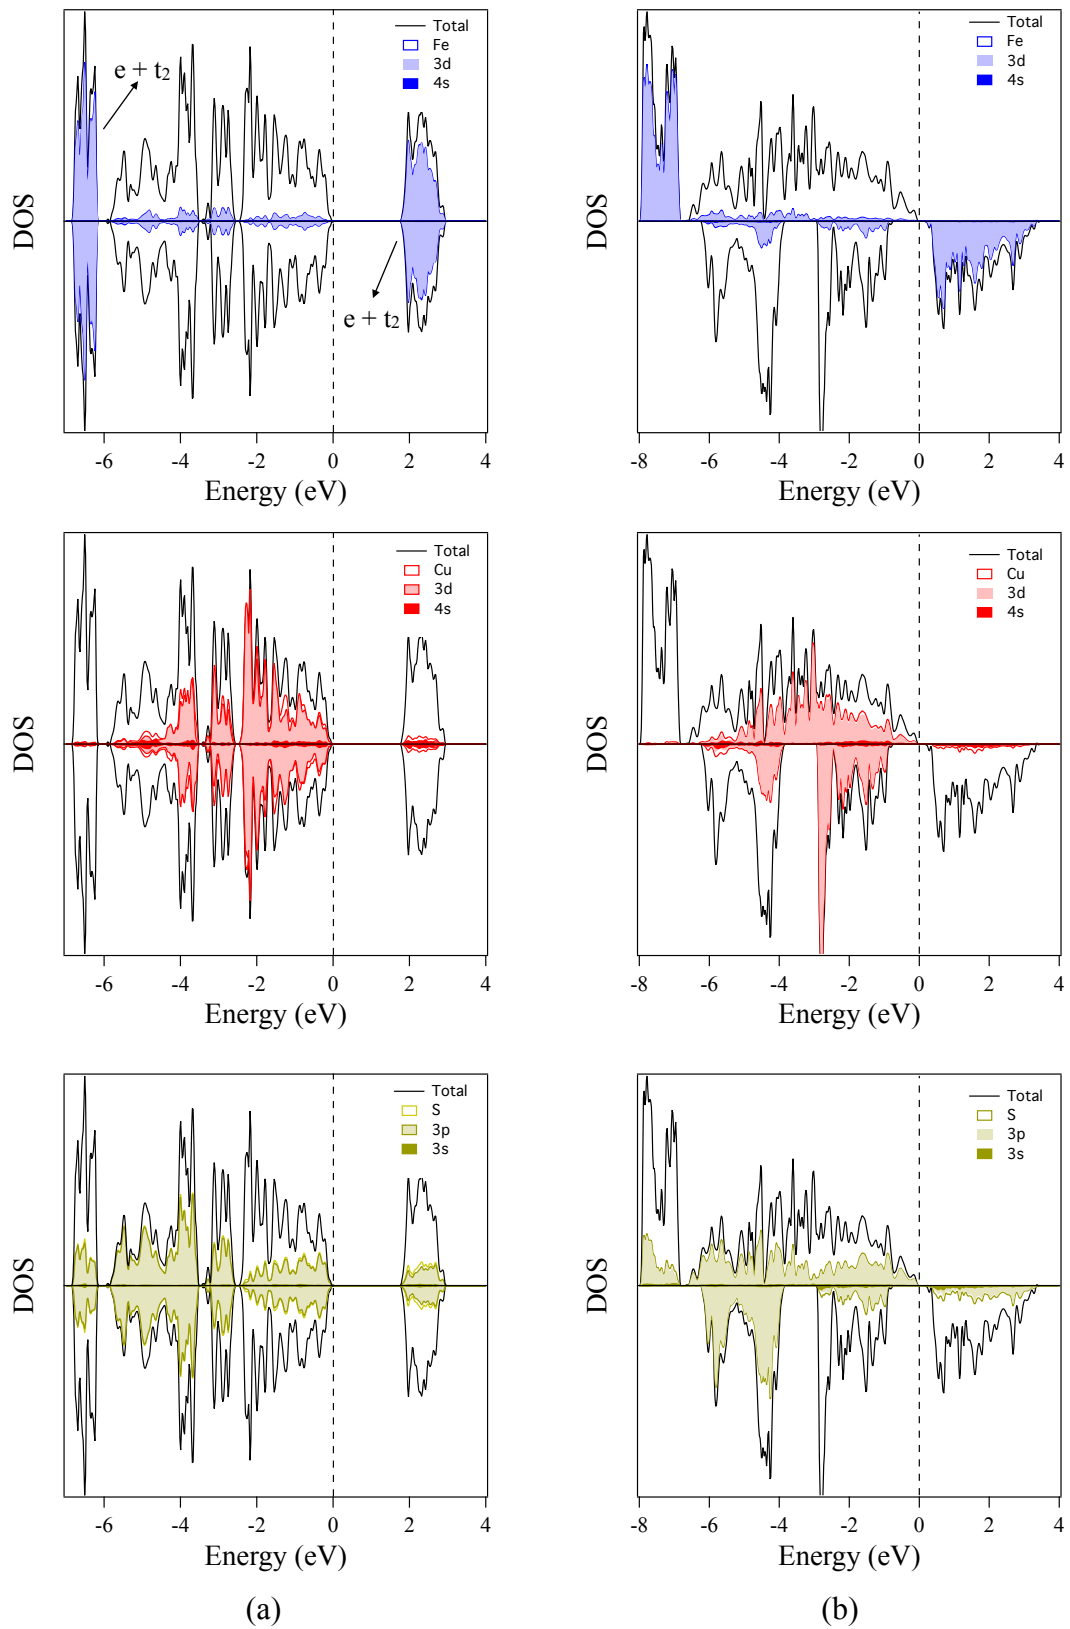 Total
Fe
3d
4s
e + t2
e + t2
DOS
-6 -4 -2 0 2 4
Energy (eV)
Total
Fe
3d
4s
DOS
-8 -6 -4 -2 0 2 4
Energy (eV)
Total
Cu
3d
4s
DOS
-6 -4 -2 0 2 4
Energy (eV)
Total
Cu
3d
4s
DOS
-8 -6 -4 -2 0 2 4
Energy (eV)
Total
S
3p
3s
DOS
-6 -4 -2 0 2 4
Energy (eV)
Total
S
3p
3s
DOS
-8 -6 -4 -2 0 2 4
Energy (eV)
(a)
(b)